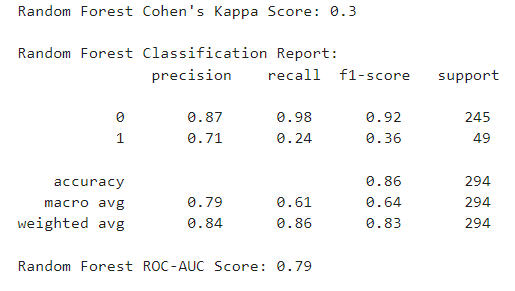 Random Forest Cohen's Kappa Score: 0.3
Random Forest Classification Report:
precision recall f1-score support
0 0.87 0.98 0.92 245
1 0.71 0.24 0.36 49
accuracy 0.86 294
macro avg 0.79 0.61 0.64 294
weighted avg 0.84 0.86 0.83 294
Random Forest ROC-AUC Score: 0.79